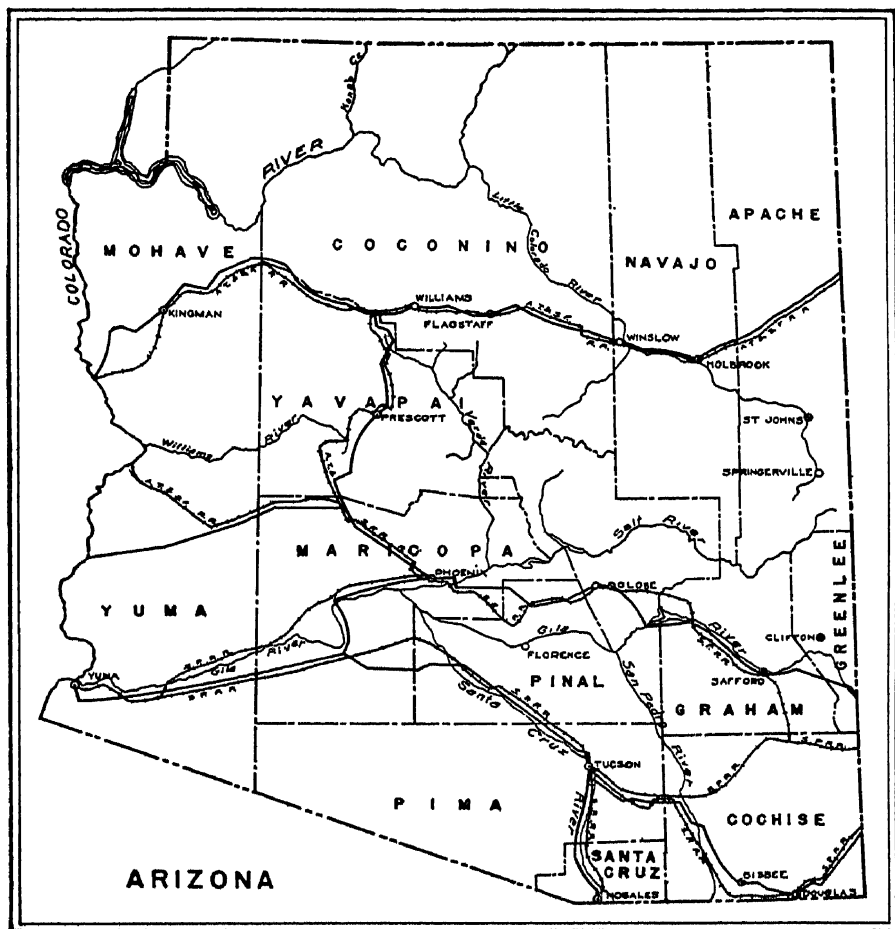 Kanab Cr.
RIVER
COLORADO
Little
Colorado
River
APACHE
MOHAVE
COCONINO
NAVAJO
A.T.&S.F. R.R.
KINGMAN
WILLIAMS
FLAGSTAFF
A.T.&S.F.
R.R.
WINSLOW
A.T.&S.F. R.R.
HOLBROOK
YAVAPAI
PRESCOTT
Verde
River
Williams
River
ST JOHNS
SPRINGERVILLE
A.T.&S.F. R.R.
Salt River
MARICOPA
PHOENIX
GLOBE
GREENLEE
YUMA
Gila
River
CLIFTON
FLORENCE
S.P.R.R.
Gila
River
S.P.R.R.
SAFFORD
YUMA
S.P.R.R.
PINAL
San Pedro
River
GRAHAM
Santa
Cruz
River
S.P.R.R.
S.P.R.R.
TUCSON
S.P.R.R.
PIMA
COCHISE
S.P.R.R.
S.P.R.R.
SANTA
CRUZ
BISBEE
DOUGLAS
NOGALES
ARIZONA